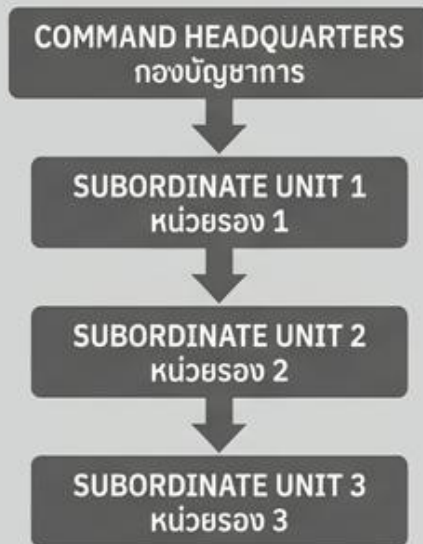 COMMAND HEADQUARTERS
กองบัญชาการ
SUBORDINATE UNIT 1
หน่วยรอง 1
SUBORDINATE UNIT 2
หน่วยรอง 2
SUBORDINATE UNIT 3
หน่วยรอง 3